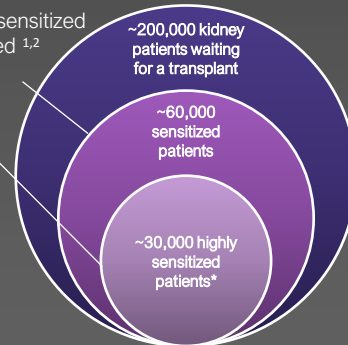 sensitized
ed 1,2
~200,000 kidney
patients waiting
for a transplant
~60,000
sensitized
patients
~30,000 highly
sensitized
patients*